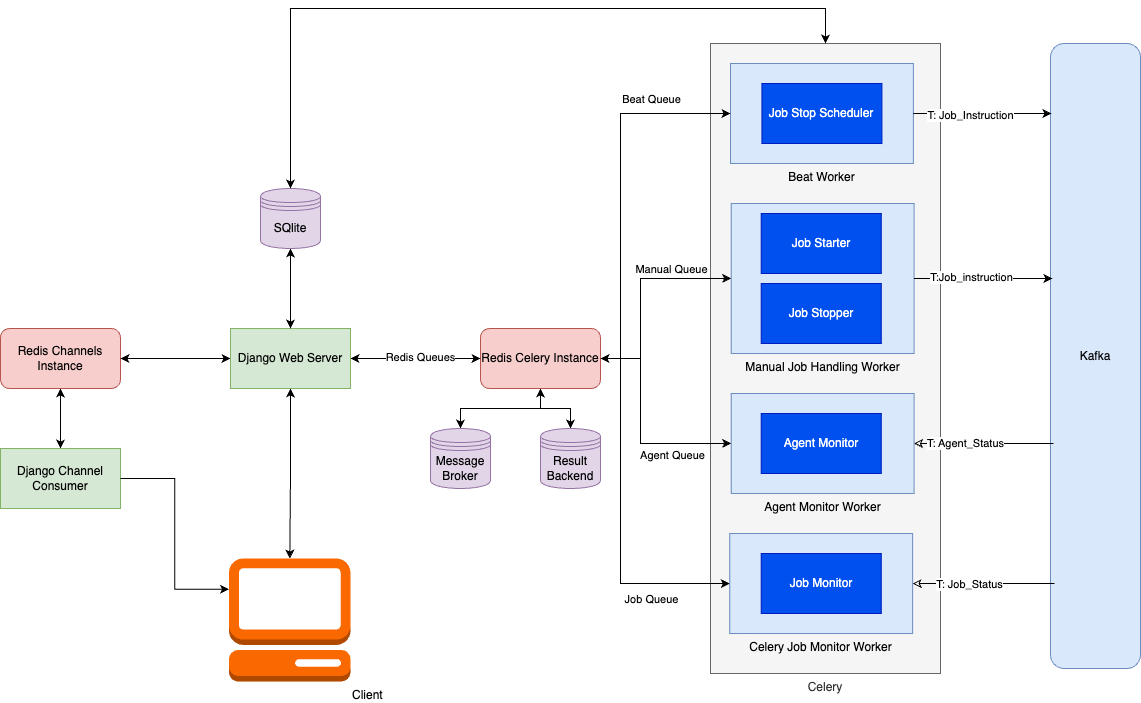 Beat Queue
Job Stop Scheduler
T: Job_Instruction
Beat Worker
SQlite
Job Starter
Manual Queue
T:Job_instruction
Job Stopper
Redis Channels
Instance
Django Web Server
Redis Queues
Redis Celery Instance
Kafka
Manual Job Handling Worker
Agent Monitor
T: Agent_Status
Agent Queue
Message
Broker
Result
Backend
Django Channel
Consumer
Agent Monitor Worker
Job Monitor
T: Job_Status
Job Queue
Celery Job Monitor Worker
Celery
Client